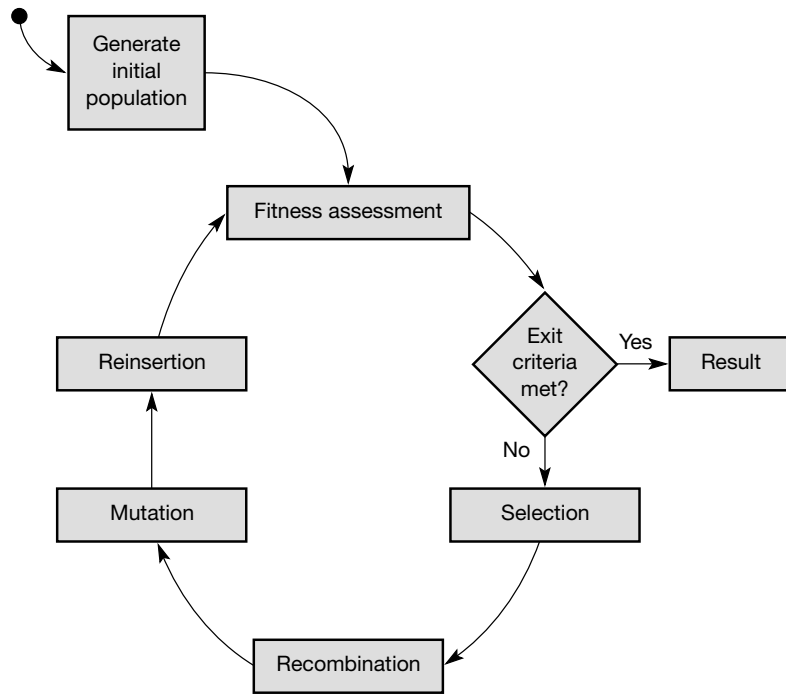 Generate
initial
population
Fitness assessment
Exit
criteria
met?
Yes
Result
No
Selection
Recombination
Mutation
Reinsertion